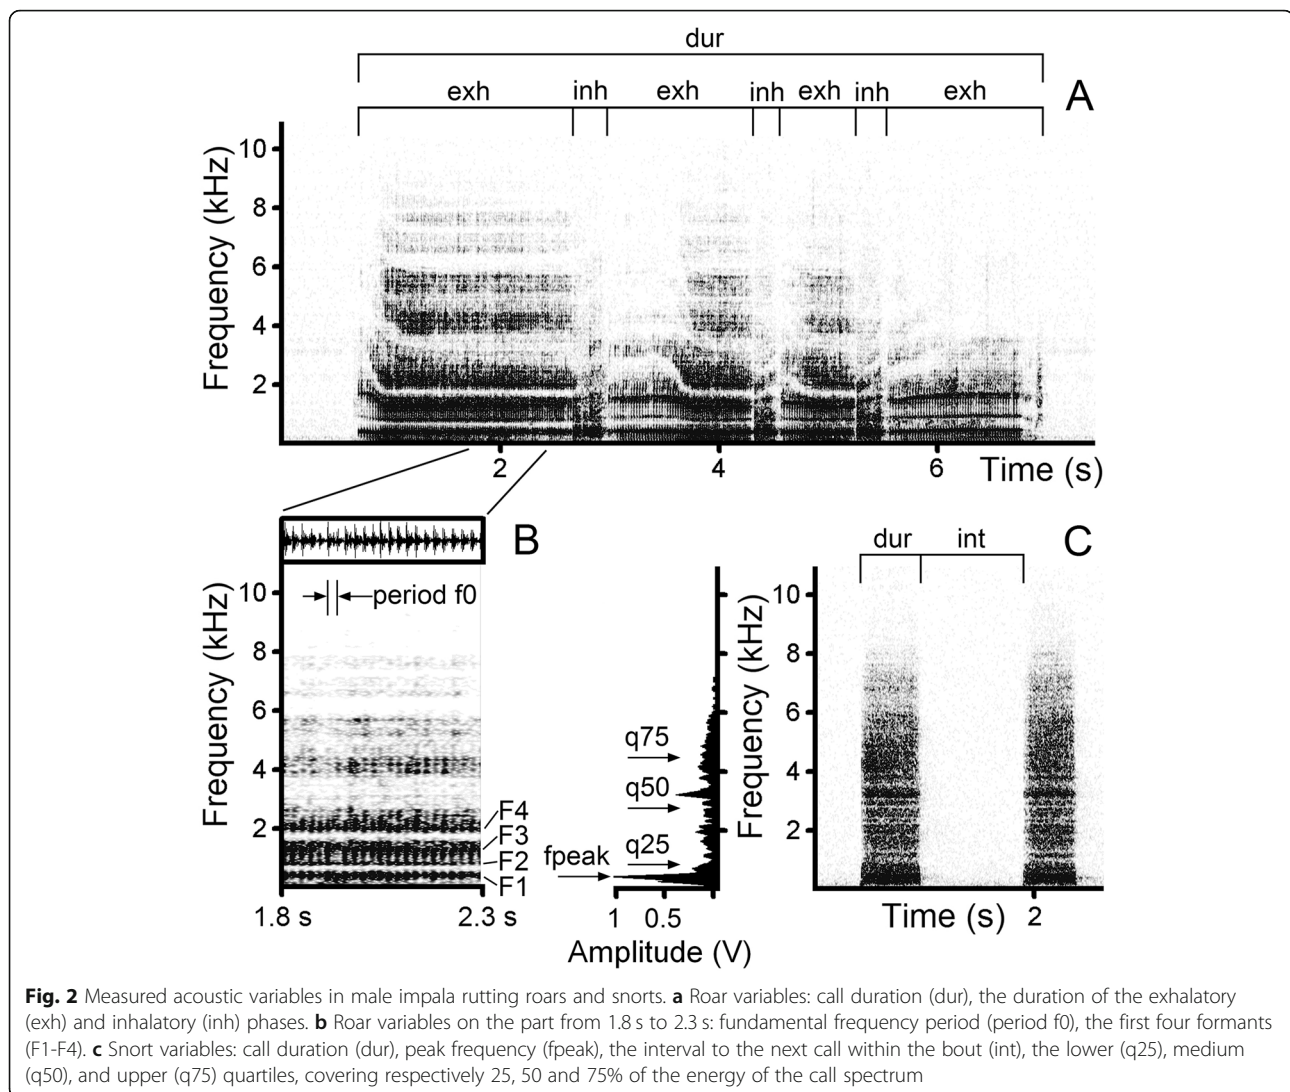 dur
exh inh exh inh exh inh exh
A
Frequency (kHz)
10
8
6
4
2
2 4 6 Time (s)
B
period f0
Frequency (kHz)
10
8
6
4
2
F4
F3
F2
F1
1.8 s 2.3 s
q75
q50
q25
fpeak
1 0.5
Amplitude (V)
dur int
C
Frequency (kHz)
10
8
6
4
2
Time (s) 2
Fig. 2 Measured acoustic variables in male impala rutting roars and snorts. a Roar variables: call duration (dur), the duration of the exhalatory
(exh) and inhalatory (inh) phases. b Roar variables on the part from 1.8 s to 2.3 s: fundamental frequency period (period f0), the first four formants
(F1-F4). c Snort variables: call duration (dur), peak frequency (fpeak), the interval to the next call within the bout (int), the lower (q25), medium
(q50), and upper (q75) quartiles, covering respectively 25, 50 and 75% of the energy of the call spectrum